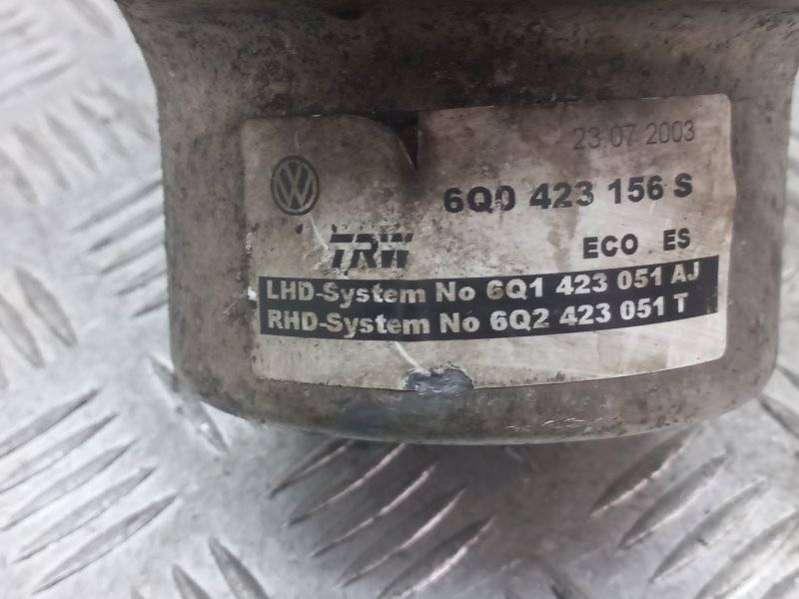 23.07 2003
VW
6Q0 423 156 S
TRW
ECO ES
LHD-System No 6Q1 423 051 AJ
RHD-System No 6Q2 423 051 T